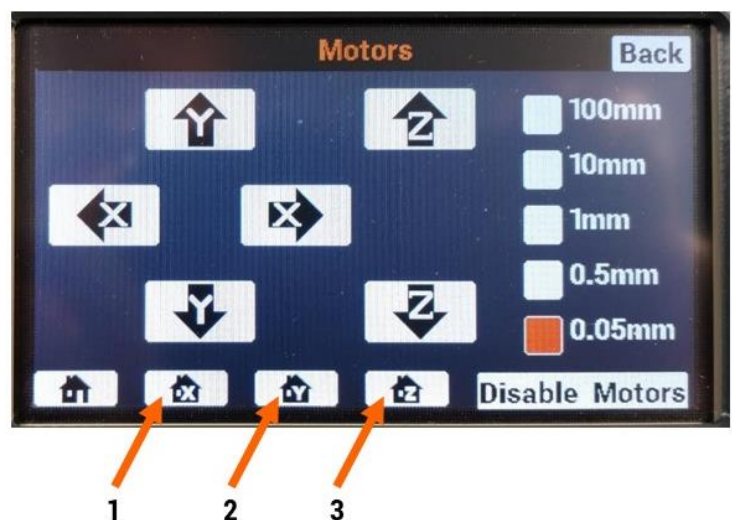 Motors
Back
Y
Z
100mm
10mm
X
X
1mm
0.5mm
Y
Z
0.05mm
X
Y
Z
Disable Motors
1
2
3